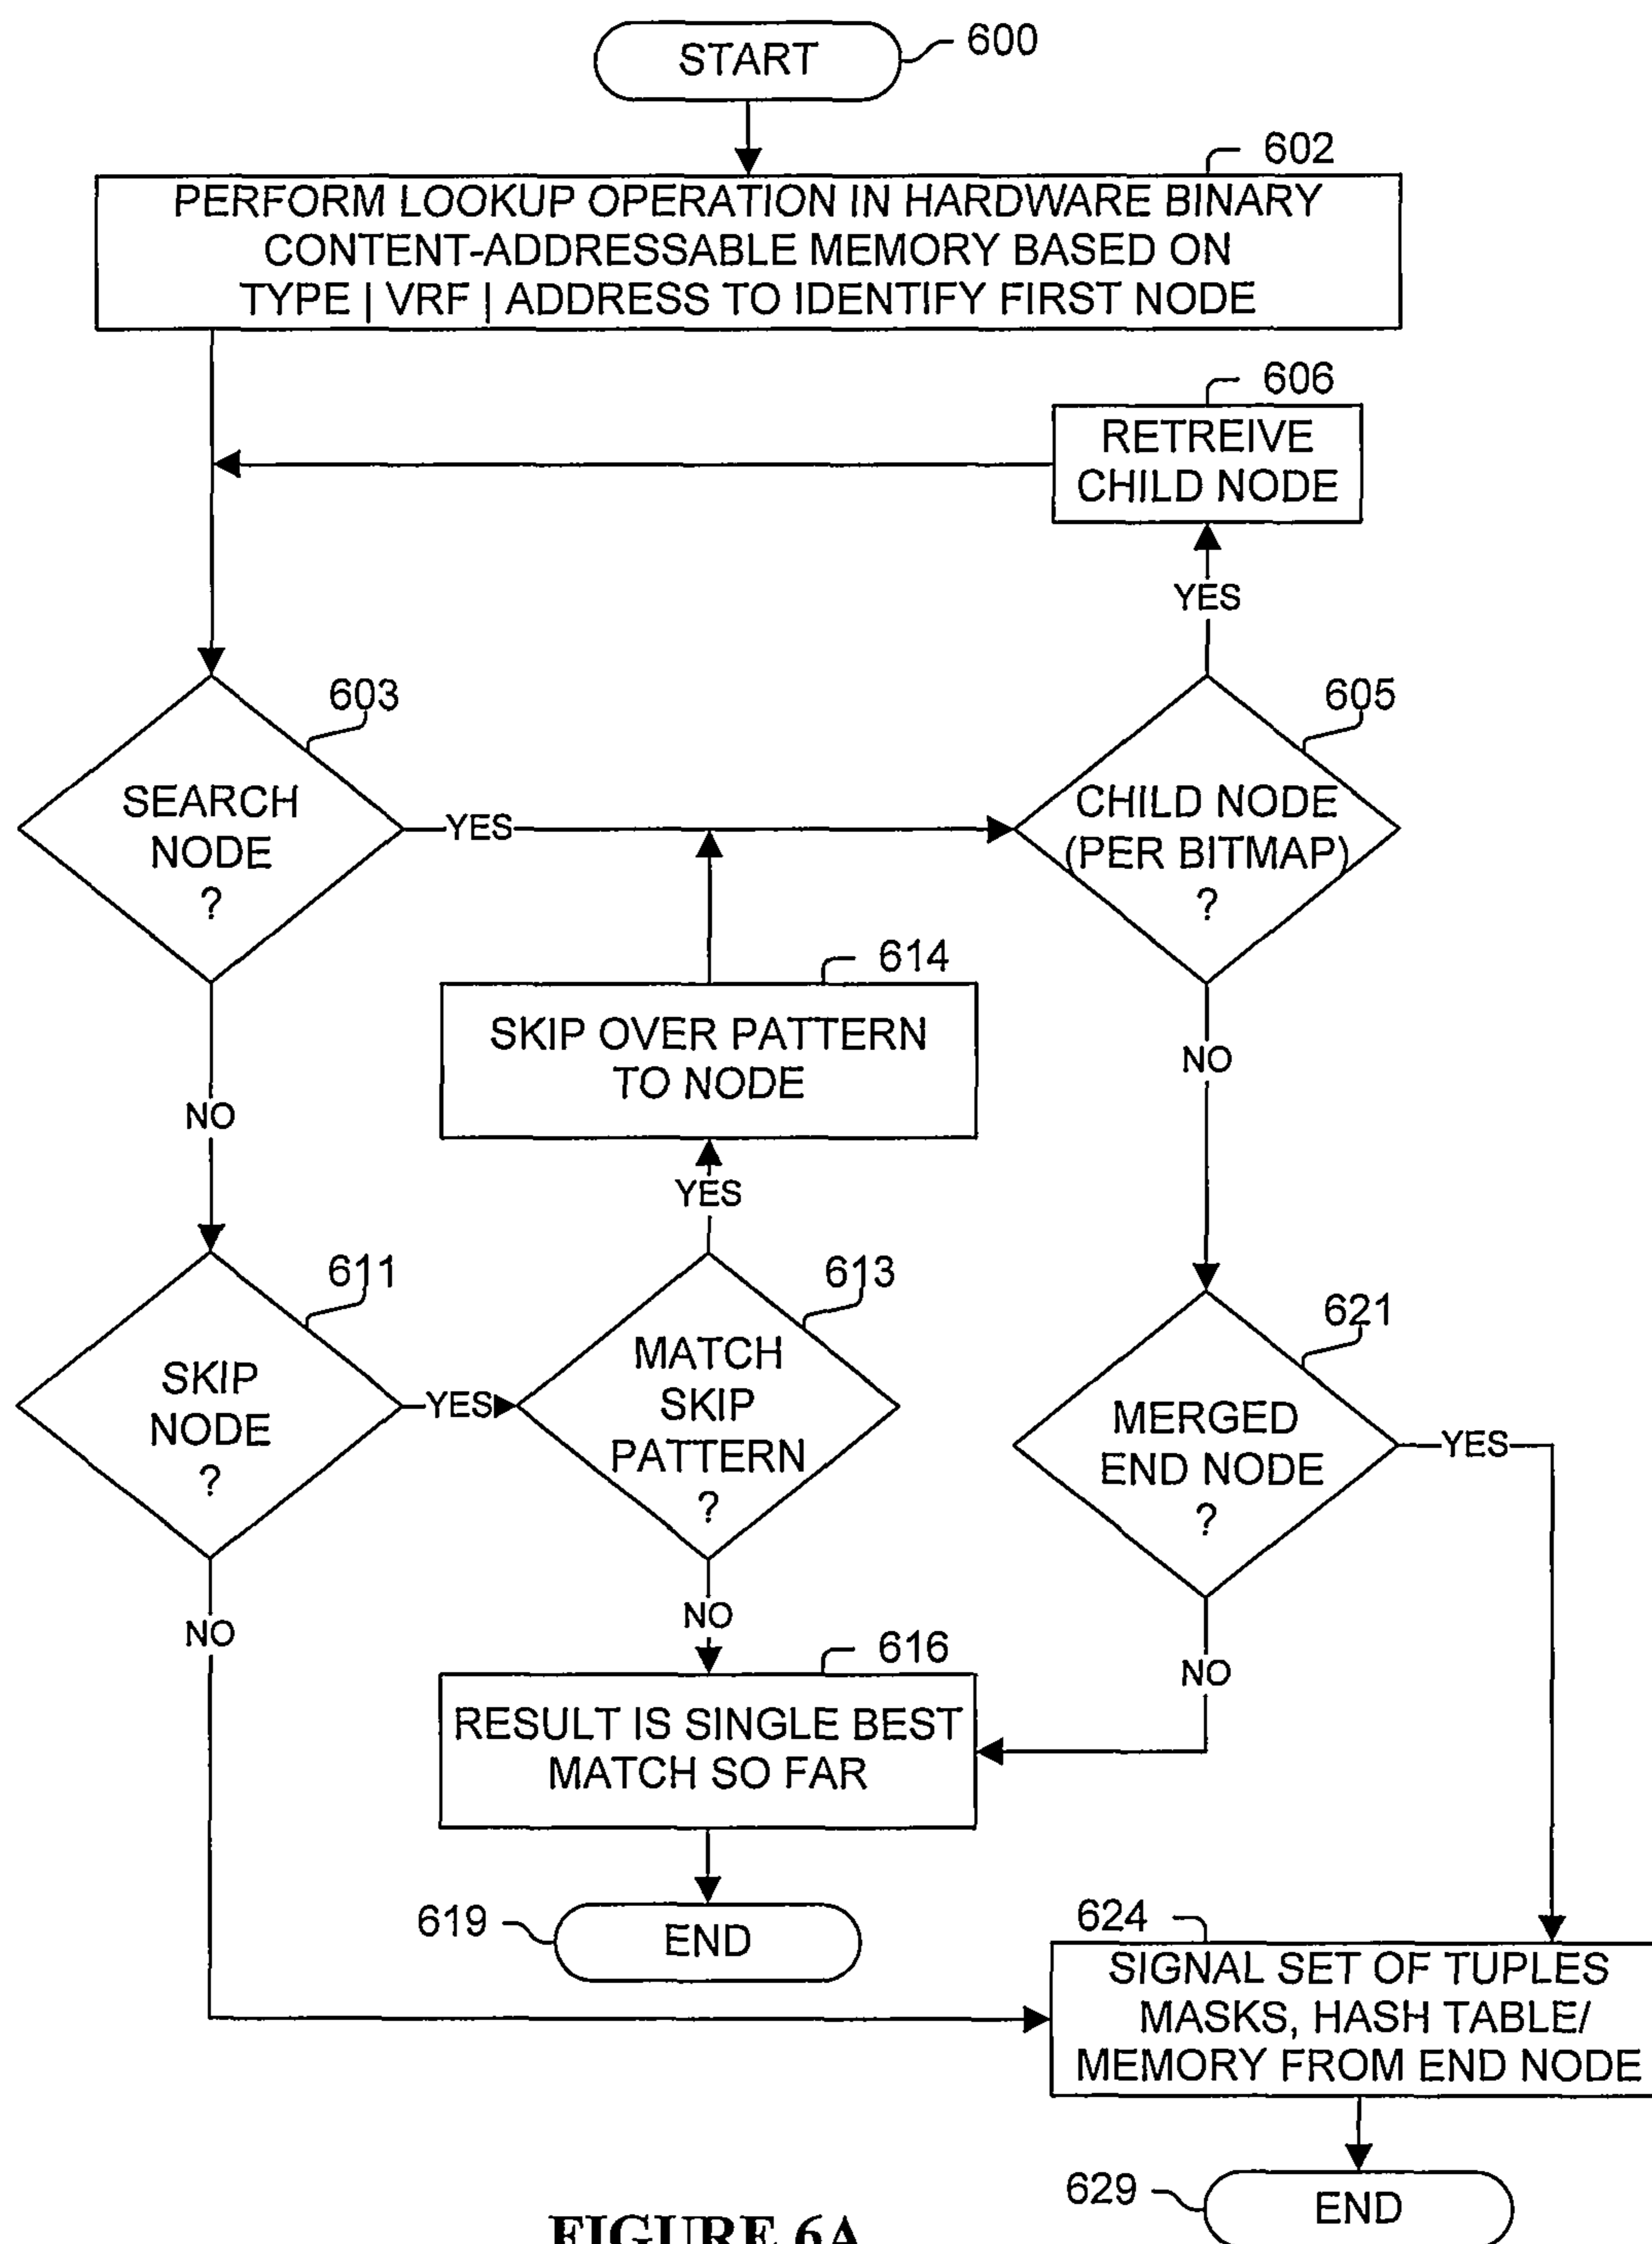 START
600
602
PERFORM LOOKUP OPERATION IN HARDWARE BINARY
CONTENT-ADDRESSABLE MEMORY BASED ON
TYPE | VRF | ADDRESS TO IDENTIFY FIRST NODE
606
RETREIVE
CHILD NODE
YES
603
SEARCH
NODE
?
YES
605
CHILD NODE
(PER BITMAP)
?
NO
614
SKIP OVER PATTERN
TO NODE
NO
YES
611
SKIP
NODE
?
YES
613
MATCH
SKIP
PATTERN
?
621
MERGED
END NODE
?
YES
NO
NO
NO
616
RESULT IS SINGLE BEST
MATCH SO FAR
619
END
624
SIGNAL SET OF TUPLES
MASKS, HASH TABLE/
MEMORY FROM END NODE
629
END
FIGURE 6A